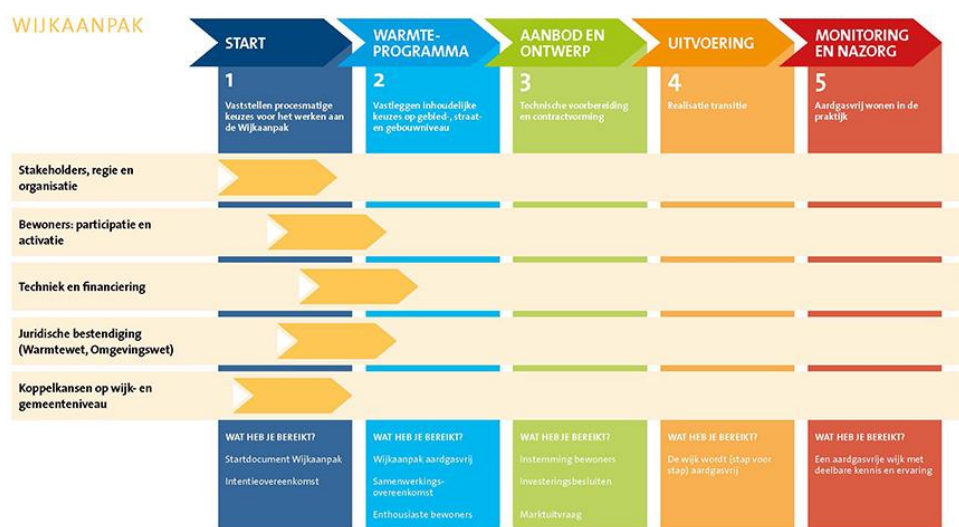 WIJKAANPAK
START
WARMTE-
PROGRAMMA
AANBOD EN
ONTWERP
UITVOERING
MONITORING
EN NAZORG
1
Vaststellen procesmatige
keuzes voor het werken aan
de Wijkaanpak
2
Vastleggen inhoudelijke
keuzes op gebied-, straat-
en gebouwniveau
3
Technische voorbereiding
en contractvorming
4
Realisatie transitie
5
Aardgasvrij wonen in de
praktijk
Stakeholders, regie en
organisatie
Bewoners: participatie en
activatie
Techniek en financiering
Juridische bestendiging
(Warmtewet, Omgevingswet)
Koppelkansen op wijk- en
gemeenteniveau
WAT HEB JE BEREIKT?
Startdocument Wijkaanpak
Intentieovereenkomst
WAT HEB JE BEREIKT?
Wijkaanpak aardgasvrij
Samenwerkings-
overeenkomst
Enthousiaste bewoners
WAT HEB JE BEREIKT?
Instemming bewoners
Investeringsbesluiten
Marktuitvraag
WAT HEB JE BEREIKT?
De wijk wordt (stap voor
stap) aardgasvrij
WAT HEB JE BEREIKT?
Een aardgasvrije wijk met
deelbare kennis en ervaring